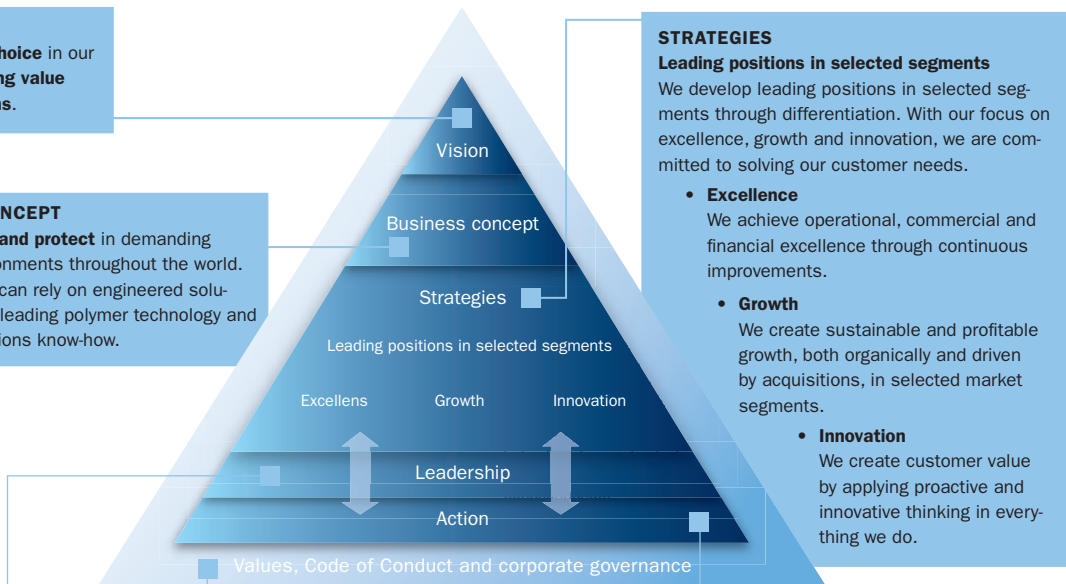 choice in our
ng value
s.
NCEPT
and protect in demanding
onments throughout the world.
can rely on engineered solu-
leading polymer technology and
ions know-how.
Vision
Business concept
Strategies
Leading positions in selected segments
Excellens Growth Innovation
Leadership
Action
Values, Code of Conduct and corporate governance
STRATEGIES
Leading positions in selected segments
We develop leading positions in selected seg-
ments through differentiation. With our focus on
excellence, growth and innovation, we are com-
mitted to solving our customer needs.
• Excellence
We achieve operational, commercial and
financial excellence through continuous
improvements.
• Growth
We create sustainable and profitable
growth, both organically and driven
by acquisitions, in selected market
segments.
• Innovation
We create customer value
by applying proactive and
innovative thinking in every-
thing we do.